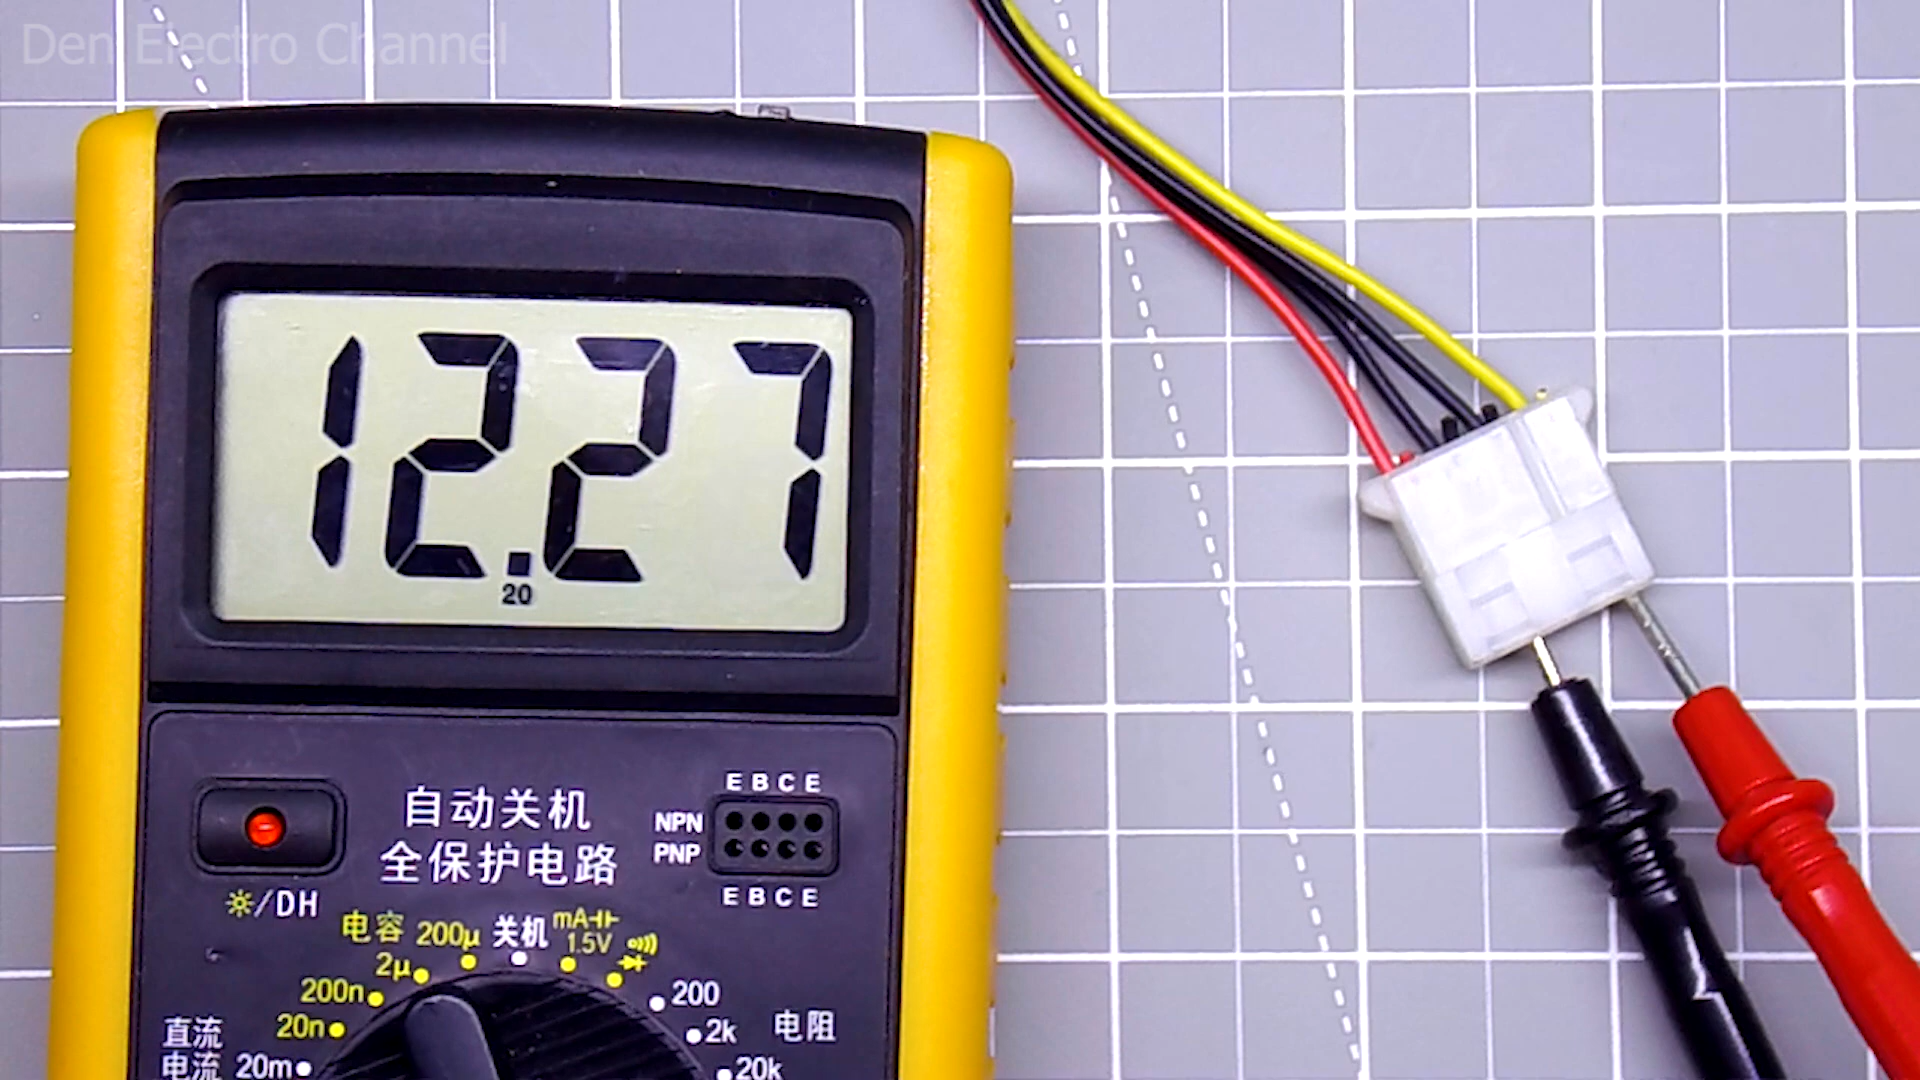 Den Electro Channel
12.27
20
自动关机
全保护电路
☼/DH
E B C E
NPN
PNP
E B C E
电容
200μ
关机
mA
1.5V
2μ
200n
20n
200
2k
电阻
直流
电流
20m
20k